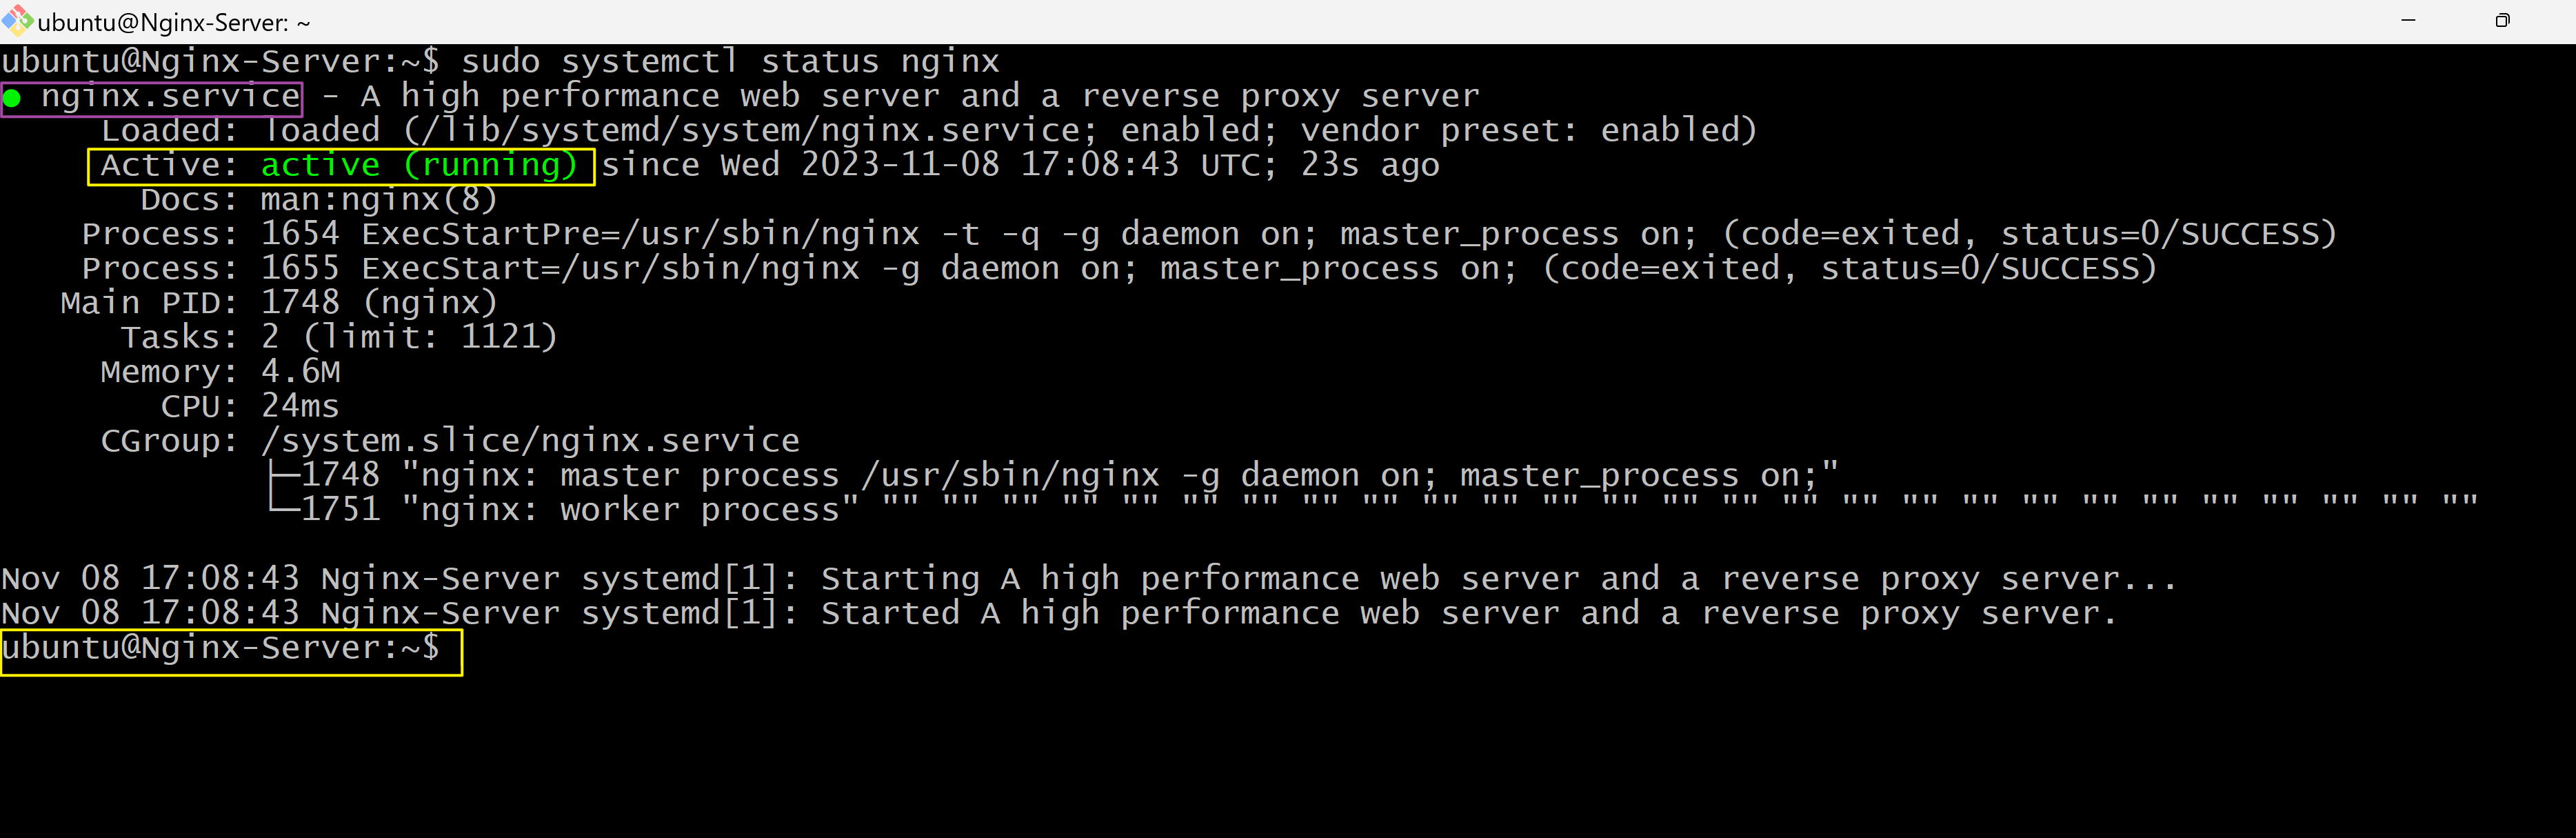 ubuntu@Nginx-Server: ~
ubuntu@Nginx-Server:~$ sudo systemctl status nginx
● nginx.service - A high performance web server and a reverse proxy server
     Loaded: loaded (/lib/systemd/system/nginx.service; enabled; vendor preset: enabled)
     Active: active (running) since Wed 2023-11-08 17:08:43 UTC; 23s ago
       Docs: man:nginx(8)
    Process: 1654 ExecStartPre=/usr/sbin/nginx -t -q -g daemon on; master_process on; (code=exited, status=0/SUCCESS)
    Process: 1655 ExecStart=/usr/sbin/nginx -g daemon on; master_process on; (code=exited, status=0/SUCCESS)
   Main PID: 1748 (nginx)
      Tasks: 2 (limit: 1121)
     Memory: 4.6M
        CPU: 24ms
     CGroup: /system.slice/nginx.service
             ├─1748 "nginx: master process /usr/sbin/nginx -g daemon on; master_process on;"
             └─1751 "nginx: worker process" "" "" "" "" "" "" "" "" "" "" "" "" "" "" "" "" "" "" "" "" "" "" "" "" "" "" ""
Nov 08 17:08:43 Nginx-Server systemd[1]: Starting A high performance web server and a reverse proxy server...
Nov 08 17:08:43 Nginx-Server systemd[1]: Started A high performance web server and a reverse proxy server.
ubuntu@Nginx-Server:~$